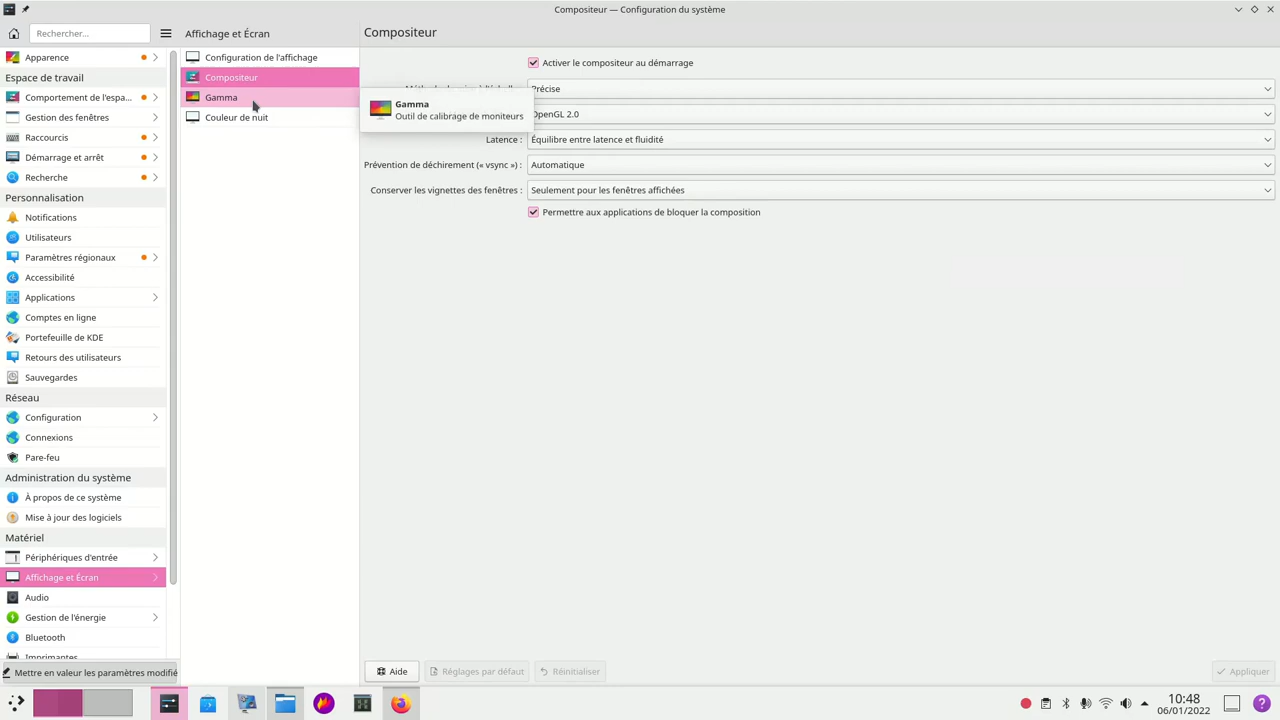 Compositeur — Configuration du système
Rechercher...
Affichage et Écran
Compositeur
Apparence
Espace de travail
Comportement de l'espa...
Gestion des fenêtres
Raccourcis
Démarrage et arrêt
Recherche
Personnalisation
Notifications
Utilisateurs
Paramètres régionaux
Accessibilité
Applications
Comptes en ligne
Portefeuille de KDE
Retours des utilisateurs
Sauvegardes
Réseau
Configuration
Connexions
Pare-feu
Administration du système
À propos de ce système
Mise à jour des logiciels
Matériel
Périphériques d'entrée
Affichage et Écran
Audio
Gestion de l'énergie
Bluetooth
Imprimantes
Mettre en valeur les paramètres modifié
Configuration de l'affichage
Compositeur
Gamma
Couleur de nuit
Gamma
Outil de calibrage de moniteurs
Activer le compositeur au démarrage
Précise
OpenGL 2.0
Latence : Équilibre entre latence et fluidité
Prévention de déchirement (« vsync ») : Automatique
Conserver les vignettes des fenêtres : Seulement pour les fenêtres affichées
Permettre aux applications de bloquer la composition
Aide
Réglages par défaut
Réinitialiser
Appliquer
10:48
06/01/2022